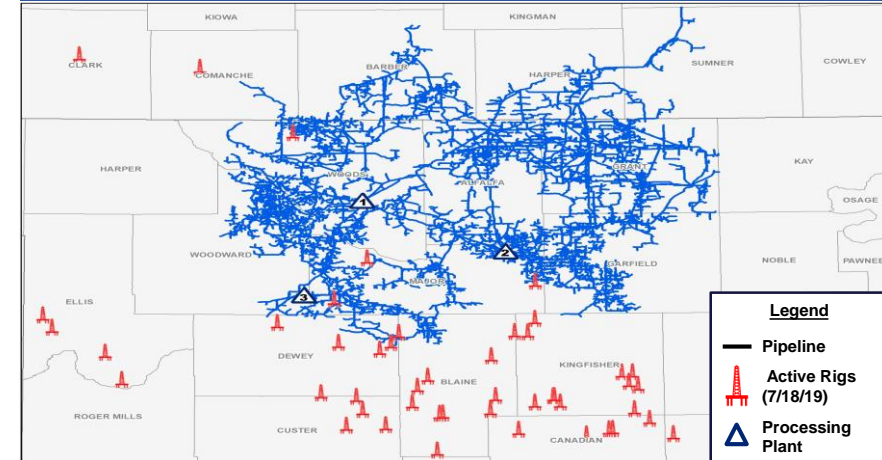 KIOWA
KINGMAN
CLARK
COMANCHE
BARBER
HARPER
SUMNER
COWLEY
HARPER
WOODS
ALFALFA
GRANT
KAY
OSAGE
1
WOODWARD
2
GARFIELD
NOBLE
PAWNEE
MAJOR
3
ELLIS
DEWEY
KINGFISHER
BLAINE
ROGER MILLS
CUSTER
CANADIAN
Legend
Pipeline
Active Rigs
(7/18/19)
Processing
Plant